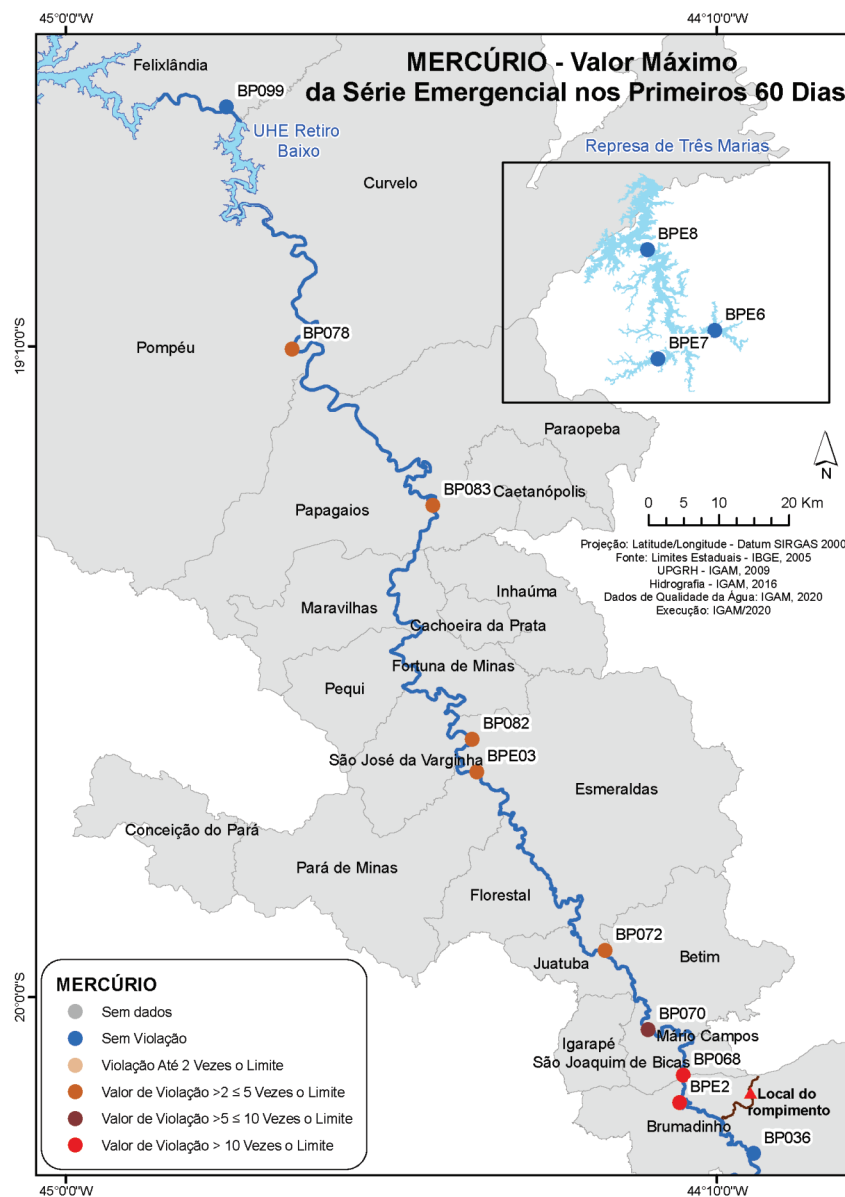 45°0'0"W
44°10'0"W
MERCÚRIO - Valor Máximo
da Série Emergencial nos Primeiros 60 Dias
Felixlândia
BP099
UHE Retiro
Baixo
Represa de Três Marias
Curvelo
BPE8
BPE6
BPE7
19°10'0"S
Pompéu
BP078
Paraopeba
N
BP083
Caetanópolis
Papagaios
0 5 10 20 Km
Projeção: Latitude/Longitude - Datum SIRGAS 2000
Fonte: Limites Estaduais - IBGE, 2005
UPGRH - IGAM, 2009
Hidrografia - IGAM, 2016
Dados de Qualidade da Água: IGAM, 2020
Execução: IGAM/2020
Inhaúma
Maravilhas
Cachoeira da Prata
Fortuna de Minas
Pequi
BP082
São José da Varginha
BPE03
Esmeraldas
Conceição do Pará
Pará de Minas
Florestal
BP072
Juatuba
Betim
20°0'0"S
BP070
Mário Campos
Igarapé
São Joaquim de Bicas
BP068
BPE2
Local do
rompimento
Brumadinho
BP036
MERCÚRIO
Sem dados
Sem Violação
Violação Até 2 Vezes o Limite
Valor de Violação >2 ≤ 5 Vezes o Limite
Valor de Violação >5 ≤ 10 Vezes o Limite
Valor de Violação > 10 Vezes o Limite
45°0'0"W
44°10'0"W